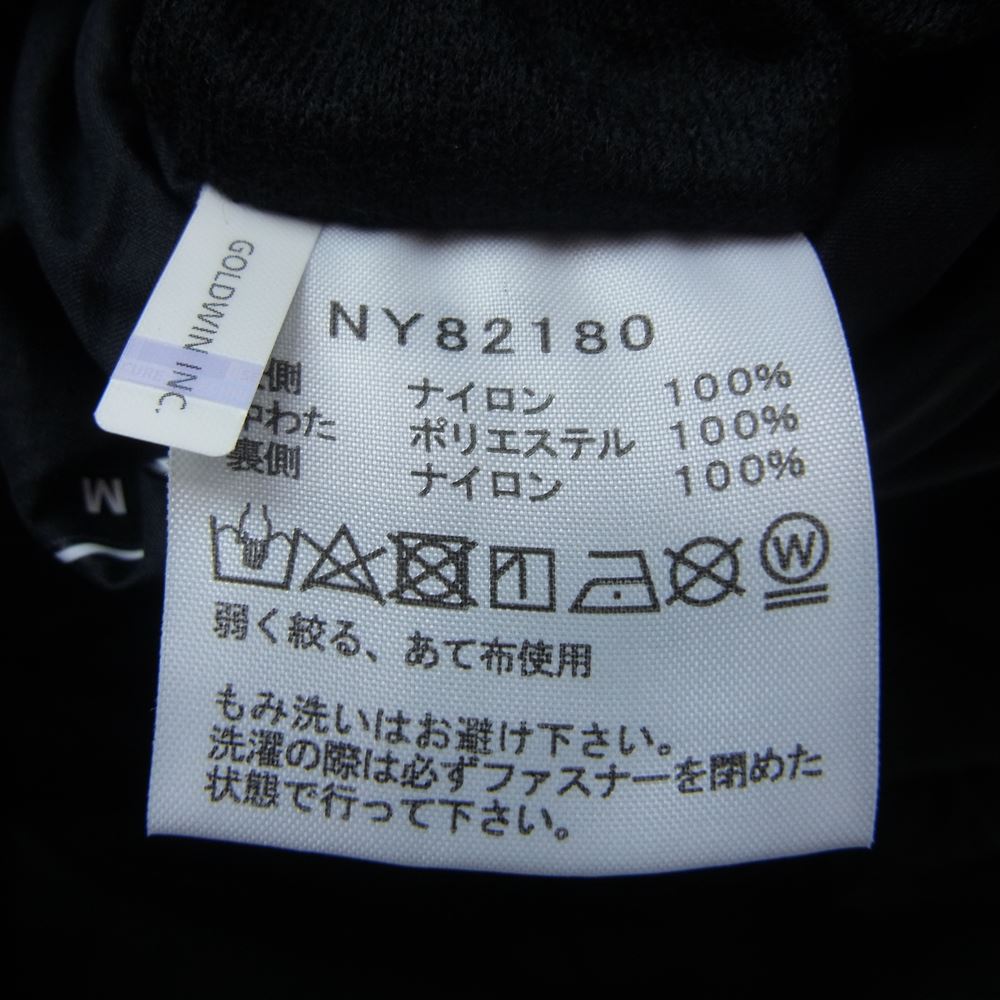 GOLDWIN INC.
NY82180
側 ナイロン 100%
中わた ポリエステル 100%
裏側 ナイロン 100%
M
W
弱く絞る、あて布使用
もみ洗いはお避け下さい。
洗濯の際は必ずファスナーを閉めた
状態で行って下さい。